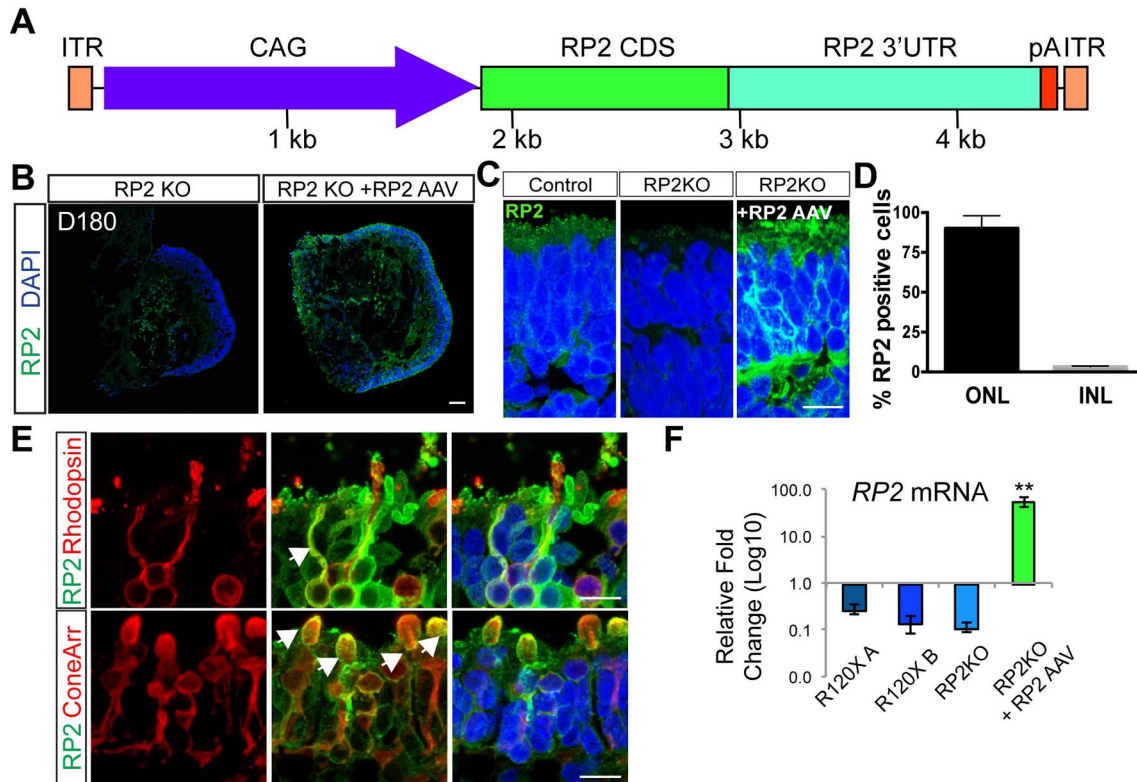 A
ITR CAG RP2 CDS RP2 3'UTR pA ITR
1 kb 2 kb 3 kb 4 kb
B
RP2 KO RP2 KO +RP2 AAV
D180
RP2 DAPI
C
Control RP2KO RP2KO
RP2 +RP2 AAV
D
% RP2 positive cells
100
75
50
25
0
ONL INL
E
RP2 Rhodopsin
RP2 ConeArr
F
RP2 mRNA
**
Relative Fold
Change (Log10)
100.0
10.0
1.0
0.1
0.0
R120X A
R120X B
RP2KO
RP2KO
+ RP2 AAV